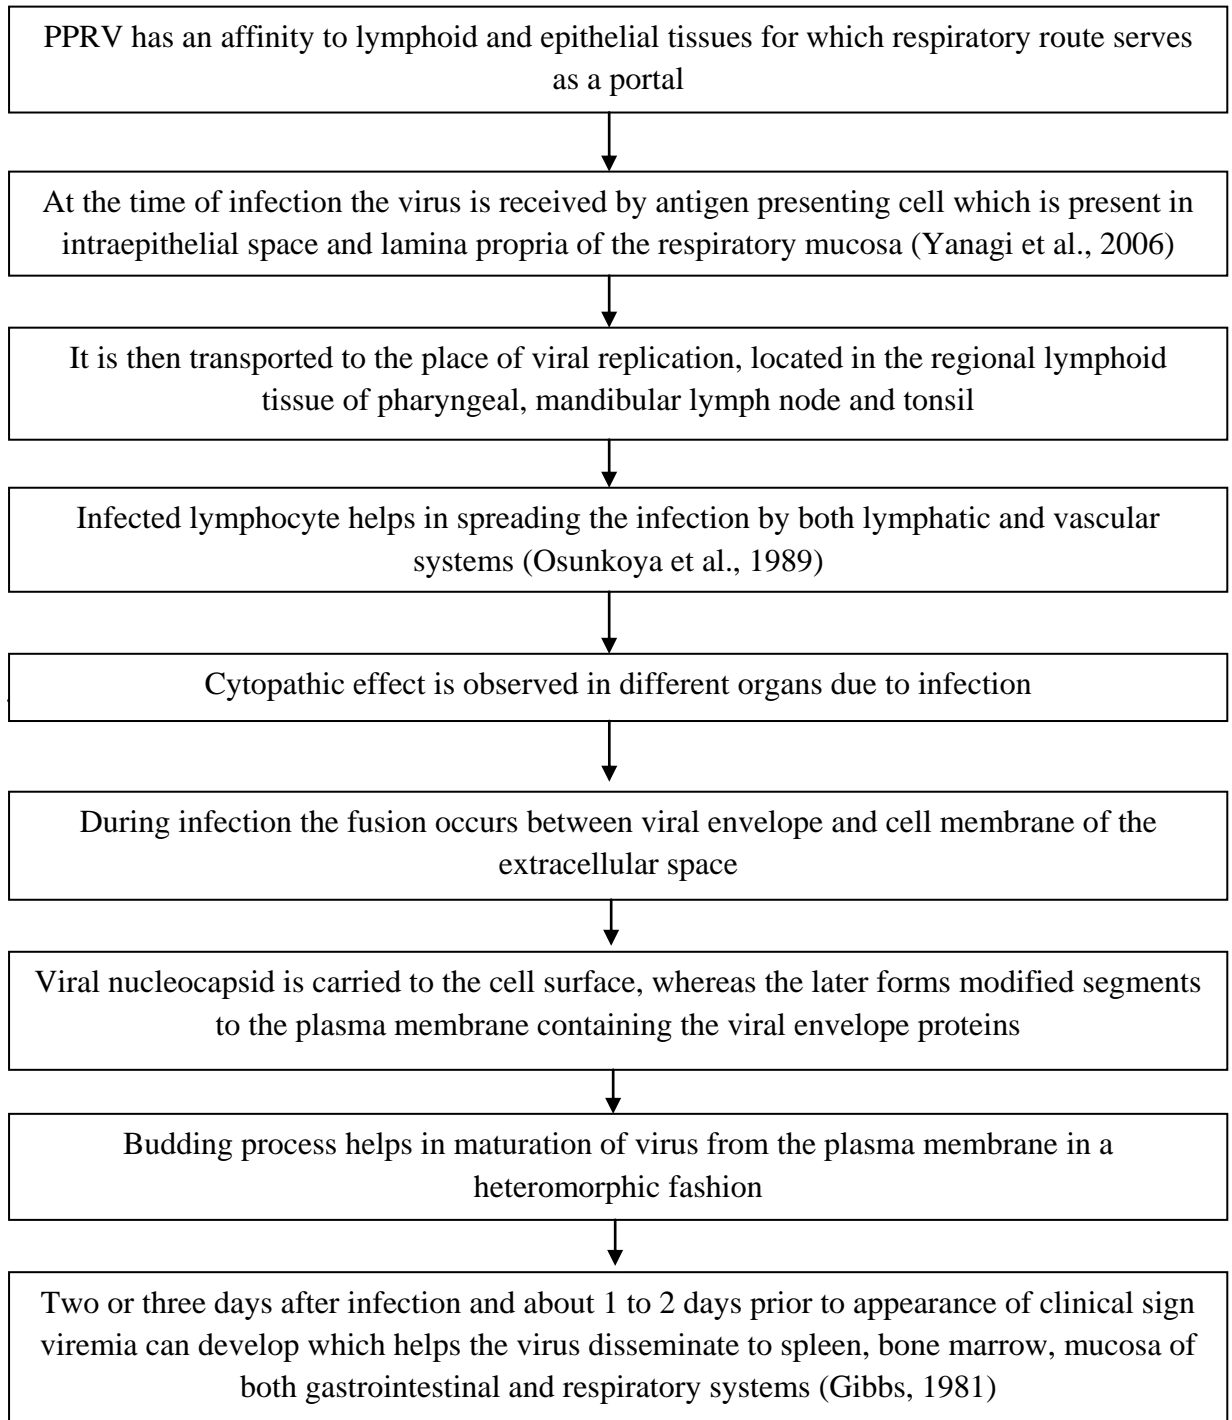 PPRV has an affinity to lymphoid and epithelial tissues for which respiratory route serves
as a portal
At the time of infection the virus is received by antigen presenting cell which is present in
intraepithelial space and lamina propria of the respiratory mucosa (Yanagi et al., 2006)
It is then transported to the place of viral replication, located in the regional lymphoid
tissue of pharyngeal, mandibular lymph node and tonsil
Infected lymphocyte helps in spreading the infection by both lymphatic and vascular
systems (Osunkoya et al., 1989)
Cytopathic effect is observed in different organs due to infection
During infection the fusion occurs between viral envelope and cell membrane of the
extracellular space
Viral nucleocapsid is carried to the cell surface, whereas the later forms modified segments
to the plasma membrane containing the viral envelope proteins
Budding process helps in maturation of virus from the plasma membrane in a
heteromorphic fashion
Two or three days after infection and about 1 to 2 days prior to appearance of clinical sign
viremia can develop which helps the virus disseminate to spleen, bone marrow, mucosa of
both gastrointestinal and respiratory systems (Gibbs, 1981)